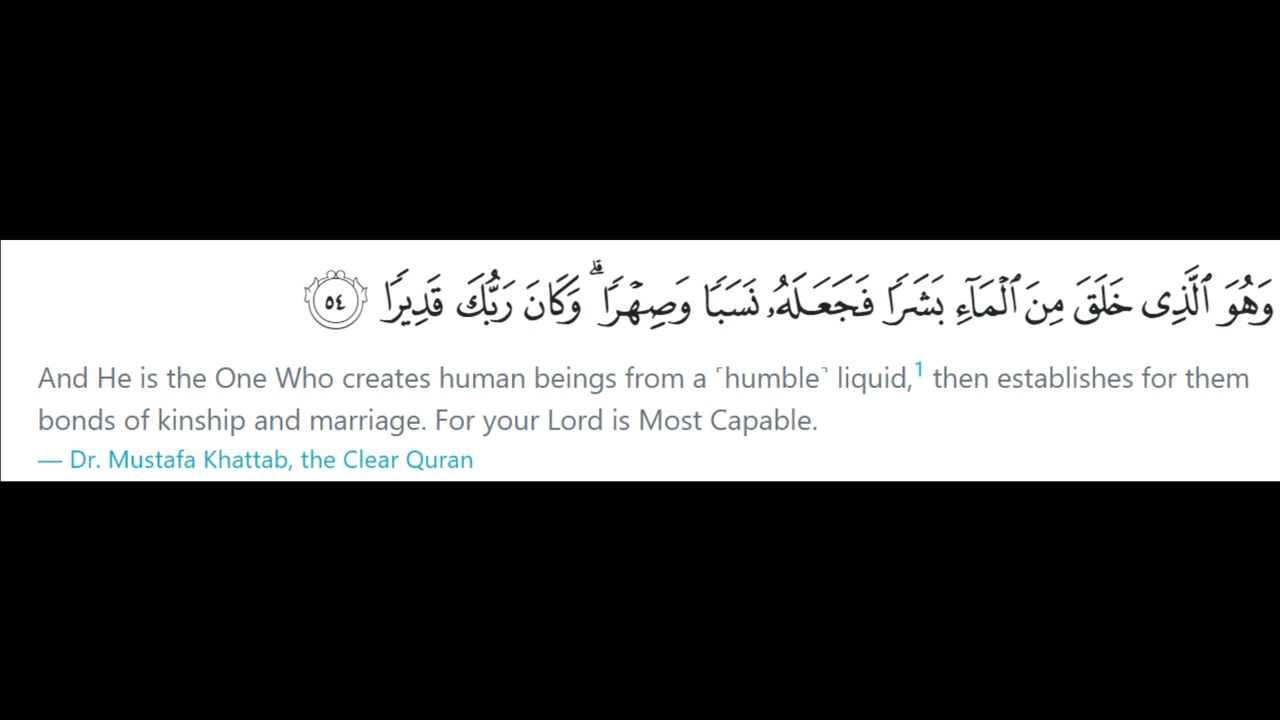 وَهُوَ ٱلَّذِى خَلَقَ مِنَ ٱلْمَآءِ بَشَرًا فَجَعَلَهُۥ نَسَبًا وَصِهْرًا ۗ وَكَانَ رَبُّكَ قَدِيرًا ٥٤
And He is the One Who creates human beings from a ˹humble˺ liquid,¹ then establishes for them
bonds of kinship and marriage. For your Lord is Most Capable.
— Dr. Mustafa Khattab, the Clear Quran